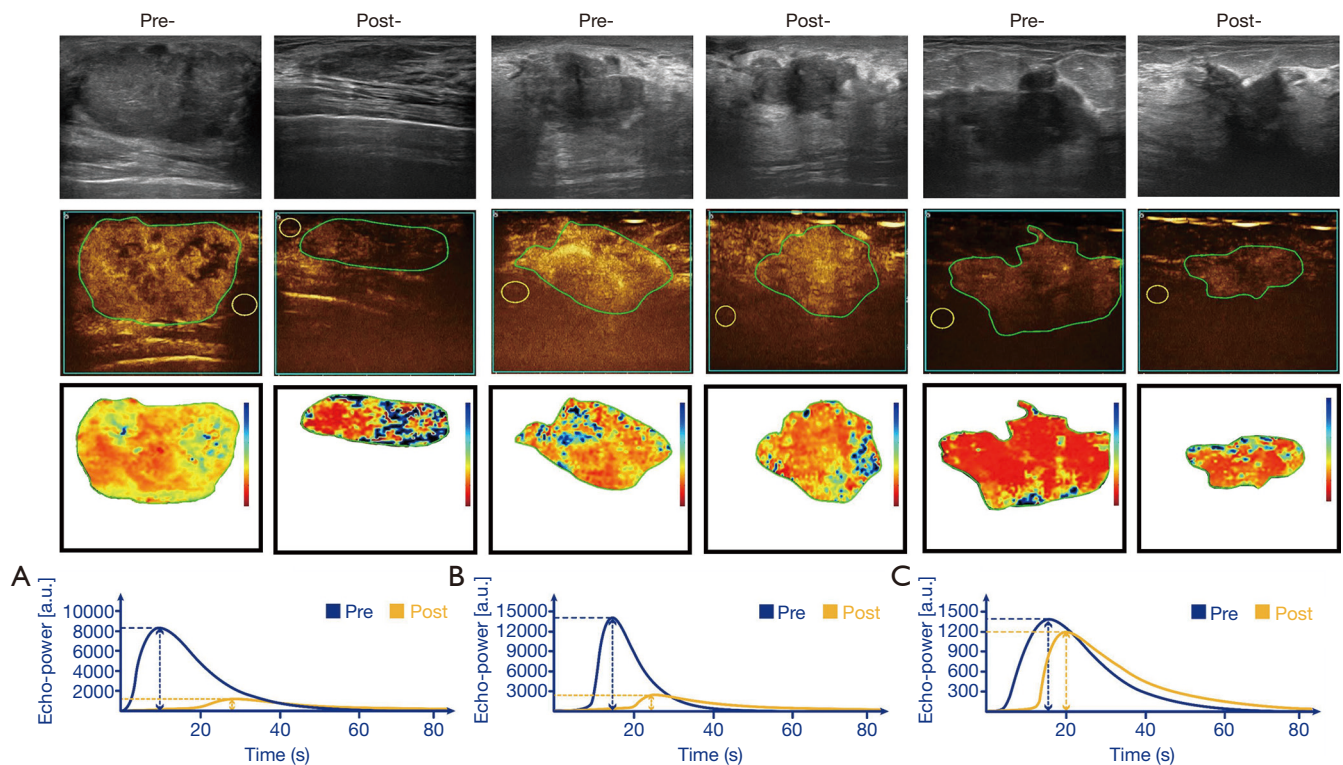 Pre- Post- Pre- Post- Pre- Post-
A B C
Echo-power [a.u.]
10000
8000
6000
4000
2000
20 40 60 80
Time (s)
Pre Post
Echo-power [a.u.]
15000
12000
9000
6000
3000
20 40 60 80
Time (s)
Pre Post
Echo-power [a.u.]
1500
1200
900
600
300
20 40 60 80
Time (s)
Pre Post